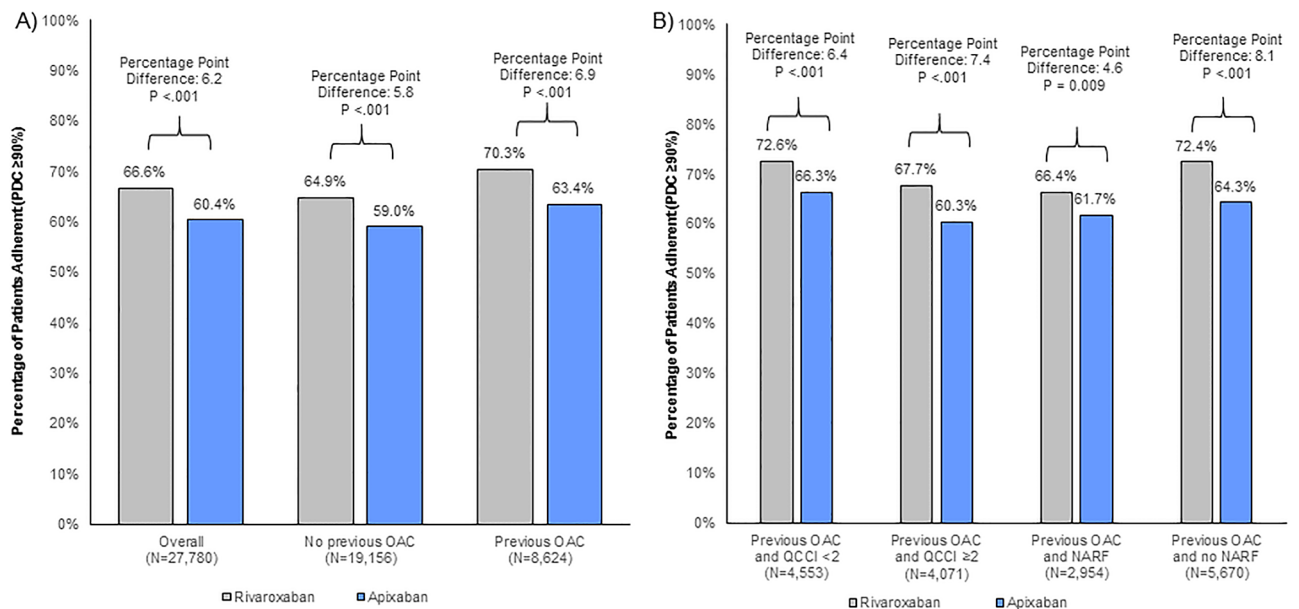 A)
Percentage of Patients Adherent (PDC ≥90%)
100%
90%
80%
70%
60%
50%
40%
30%
20%
10%
0%
Percentage Point
Difference: 6.2
P <.001
66.6%
60.4%
Percentage Point
Difference: 5.8
P <.001
64.9%
59.0%
Percentage Point
Difference: 6.9
P <.001
70.3%
63.4%
Overall
(N=27,780)
No previous OAC
(N=19,156)
Previous OAC
(N=8,624)
Rivaroxaban
Apixaban
B)
Percentage of Patients Adherent (PDC ≥90%)
100%
90%
80%
70%
60%
50%
40%
30%
20%
10%
0%
Percentage Point
Difference: 6.4
P <.001
72.6%
66.3%
Percentage Point
Difference: 7.4
P <.001
67.7%
60.3%
Percentage Point
Difference: 4.6
P = 0.009
66.4%
61.7%
Percentage Point
Difference: 8.1
P <.001
72.4%
64.3%
Previous OAC
and QCCI <2
(N=4,553)
Previous OAC
and QCCI ≥2
(N=4,071)
Previous OAC
and NARF
(N=2,954)
Previous OAC
and no NARF
(N=5,670)
Rivaroxaban
Apixaban